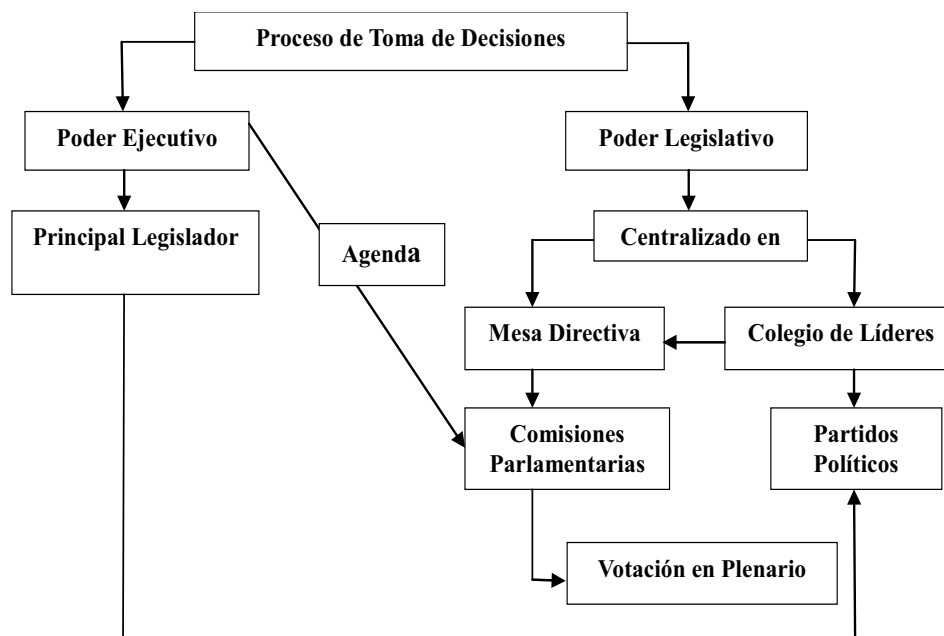 Proceso de Toma de Decisiones
Poder Ejecutivo
Poder Legislativo
Principal Legislador
Centralizado en
Agenda
Mesa Directiva
Colegio de Líderes
Comisiones
Parlamentarias
Partidos
Políticos
Votación en Plenario